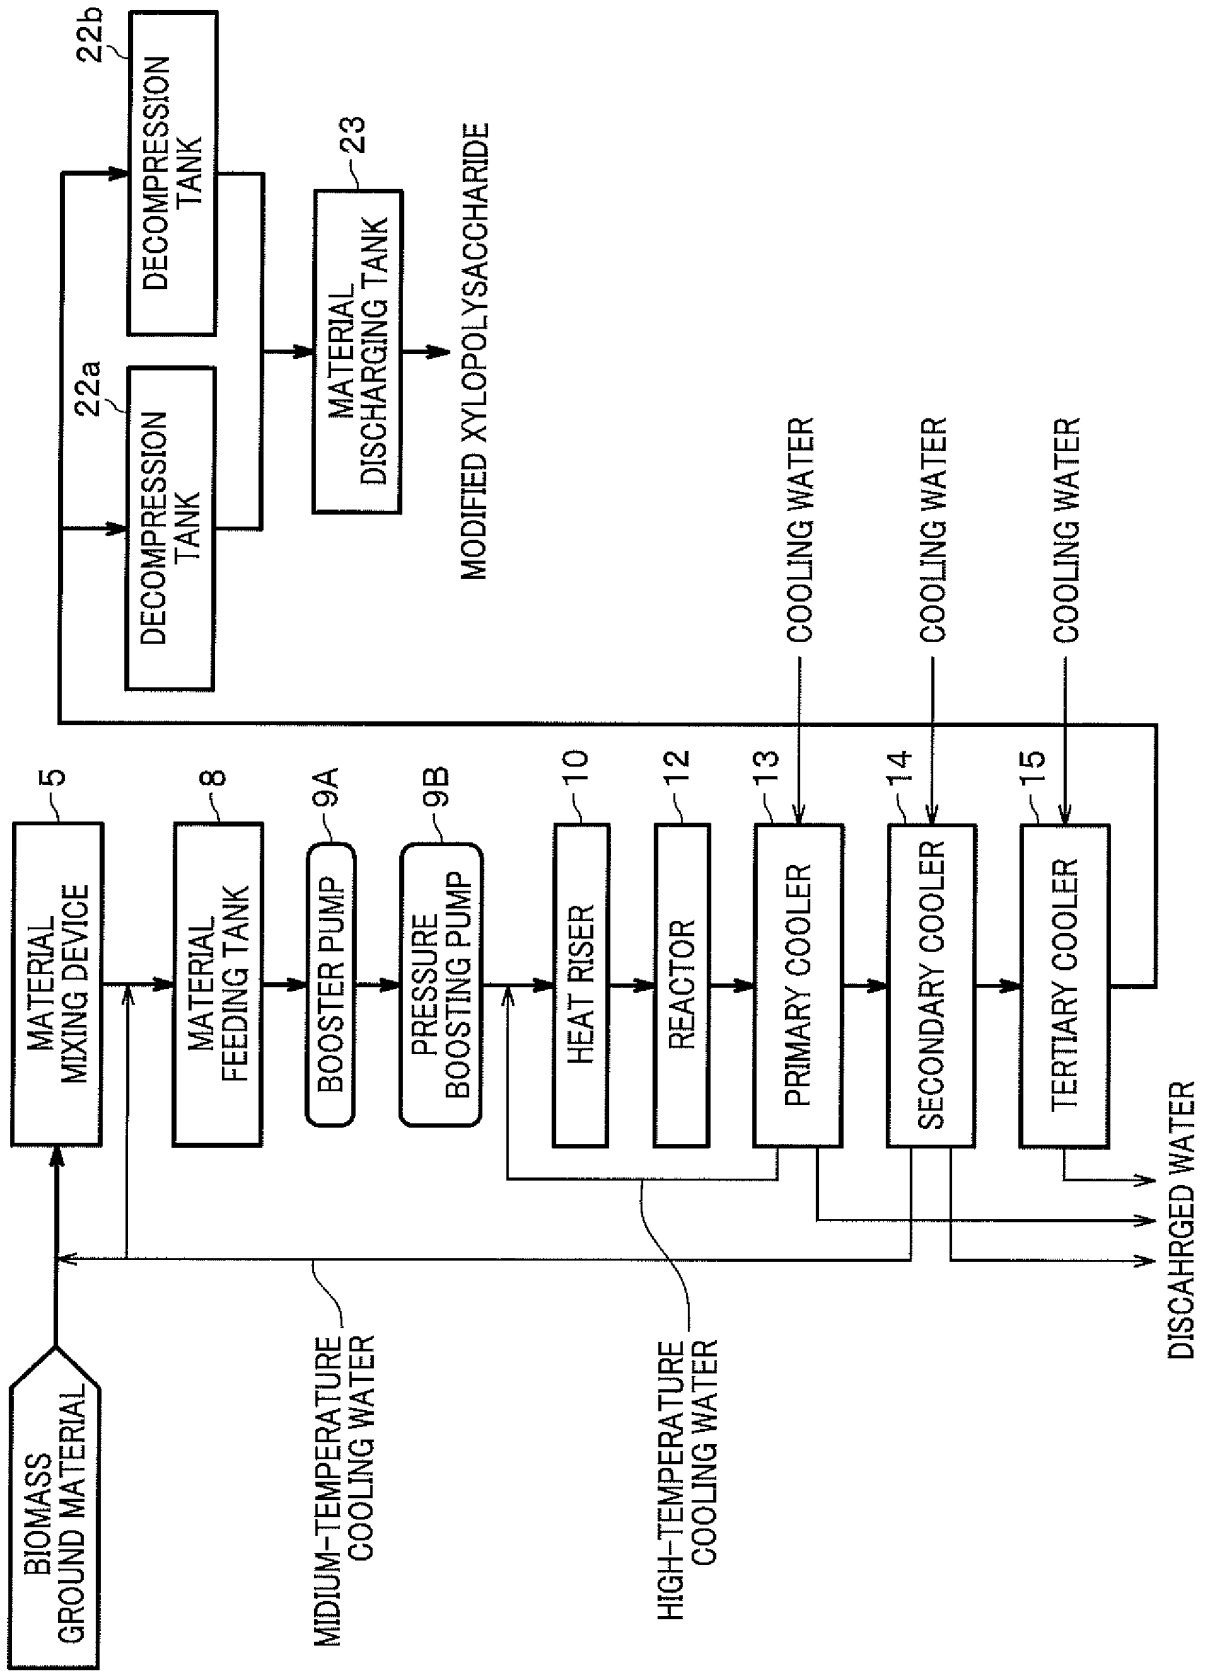 BIOMASS
GROUND MATERIAL
MATERIAL
MIXING DEVICE
5
MATERIAL
FEEDING TANK
8
BOOSTER PUMP
9A
PRESSURE
BOOSTING PUMP
9B
HEAT RISER
10
REACTOR
12
PRIMARY COOLER
13
SECONDARY COOLER
14
TERTIARY COOLER
15
MIDIUM-TEMPERATURE
COOLING WATER
HIGH-TEMPERATURE
COOLING WATER
DISCAHRGED WATER
COOLING WATER
COOLING WATER
COOLING WATER
DECOMPRESSION
TANK
22a
DECOMPRESSION
TANK
22b
MATERIAL
DISCHARGING TANK
23
MODIFIED XYLOPOLYSACCHARIDE